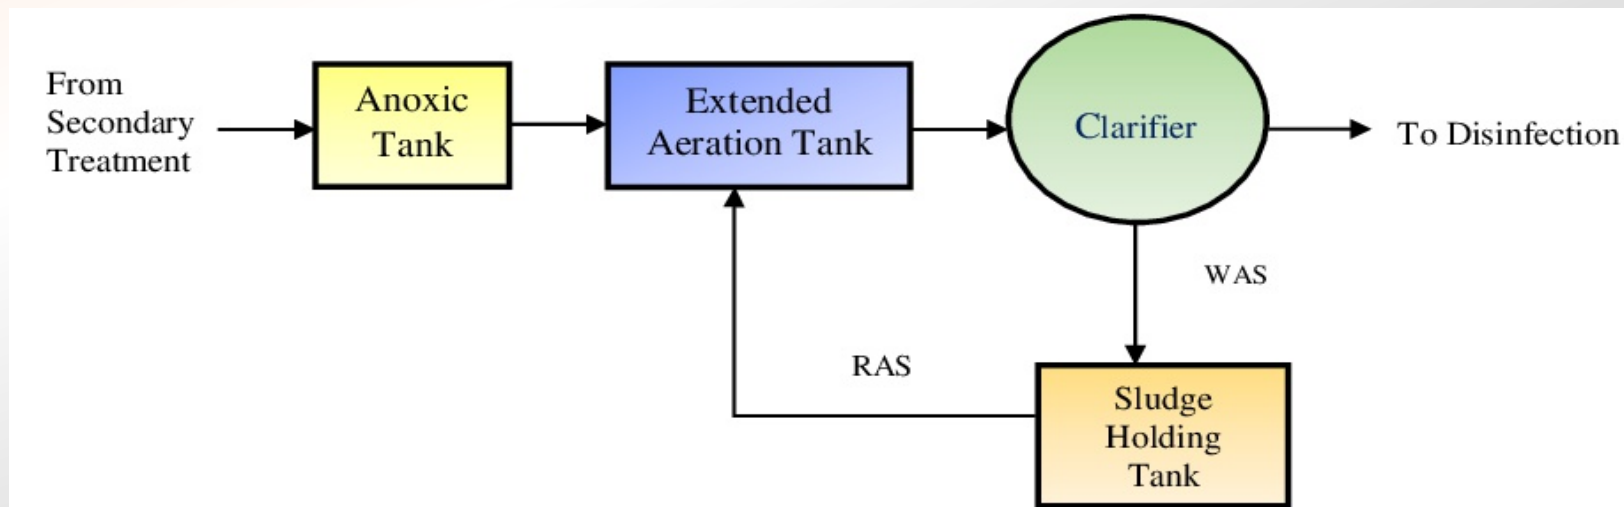 From
Secondary
Treatment
Anoxic
Tank
Extended
Aeration Tank
Clarifier
To Disinfection
WAS
RAS
Sludge
Holding
Tank